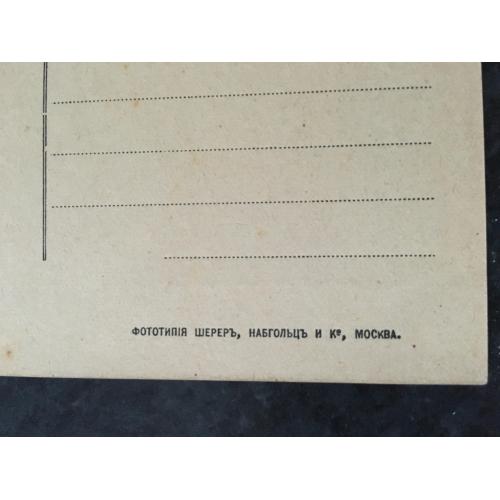 ФОТОТИПІЯ ШЕРЕРЪ, НАБГОЛЬЦЪ И Кº, МОСКВА.